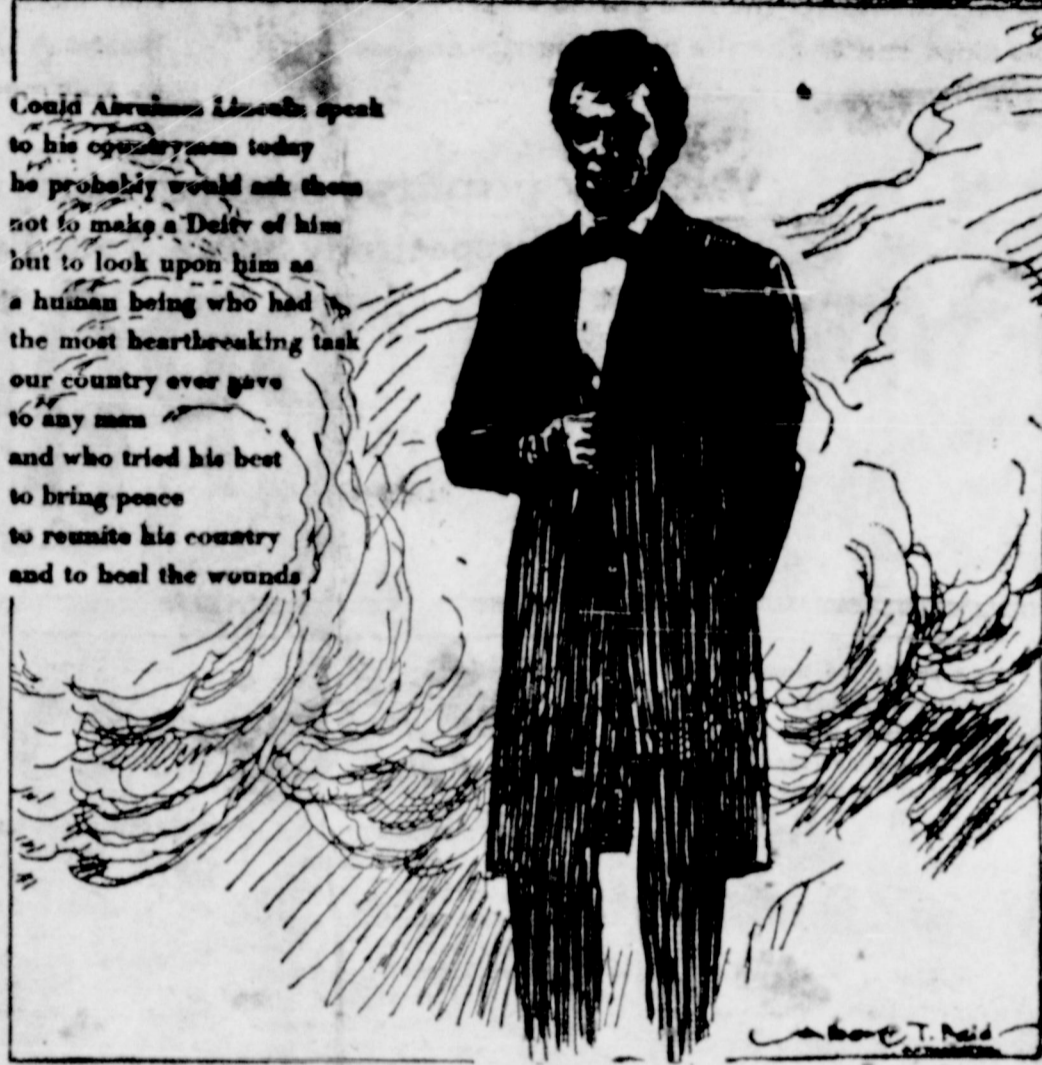 Could Abraham Lincoln speak
to his countrymen today
he probably would ask them
not to make a Deity of him
but to look upon him as
a human being who had
the most heartbreaking task
our country ever gave
to any man
and who tried his best
to bring peace
to reunite his country
and to heal the wounds
T. Reid